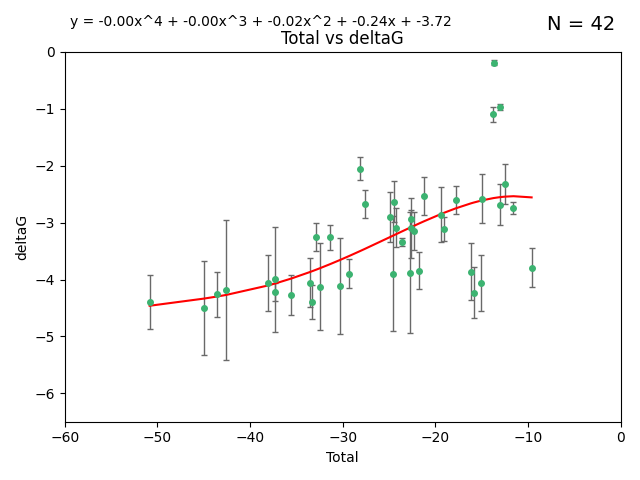 y = -0.00x^4 + -0.00x^3 + -0.02x^2 + -0.24x + -3.72
N = 42
Total vs deltaG
0
−1
−2
−3
−4
−5
−6
deltaG
−60 −50 −40 −30 −20 −10 0
Total